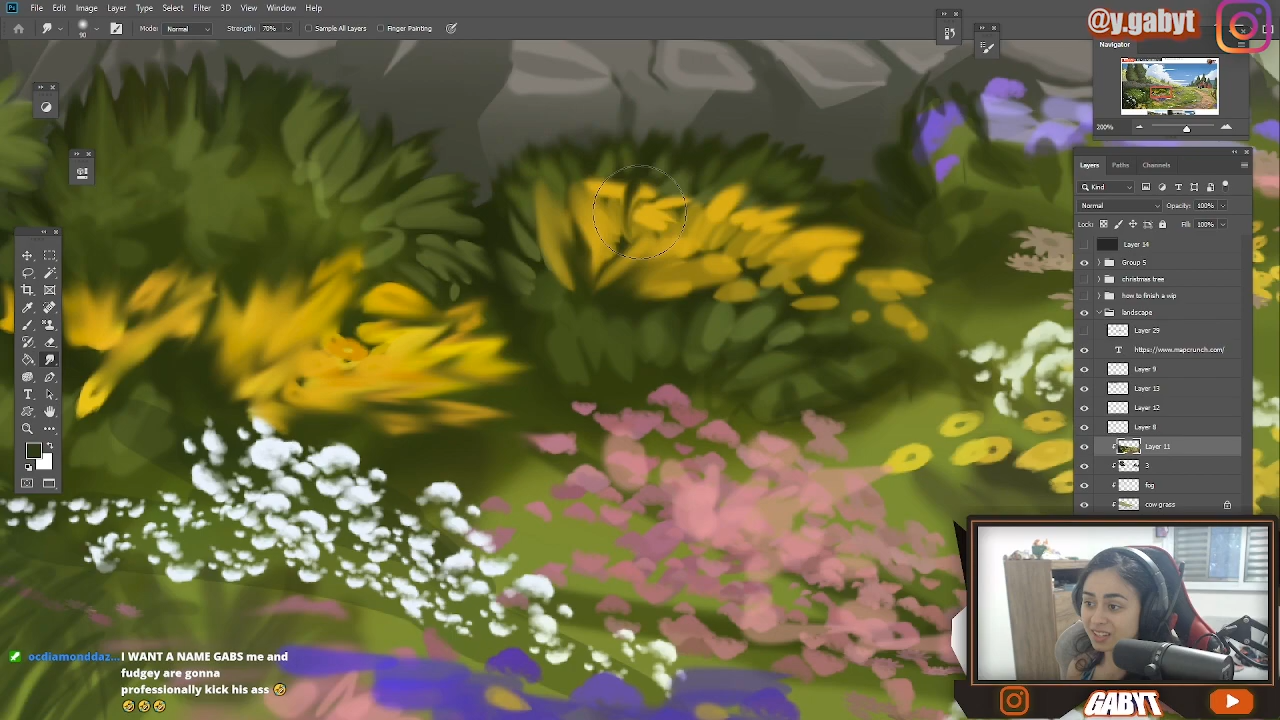 Ps File Edit Image Layer Type Select Filter 3D View Window Help
@y.gabyt
90 Mode: Normal Strength: 70% Sample All Layers Finger Painting
Navigator
200%
Layers Paths Channels
Kind
Normal Opacity: 100%
Lock: Fill: 100%
Layer 14
Group 5
christmas tree
how to finish a wip
landscape
Layer 29
T https://www.mapcrunch.com/
Layer 9
Layer 13
Layer 12
Layer 8
Layer 11
3
fog
cow grass
ocdiamonddaz... I WANT A NAME GABS me and
fudgey are gonna
professionally kick his ass 🤣
🤣🤣🤣
GABYT